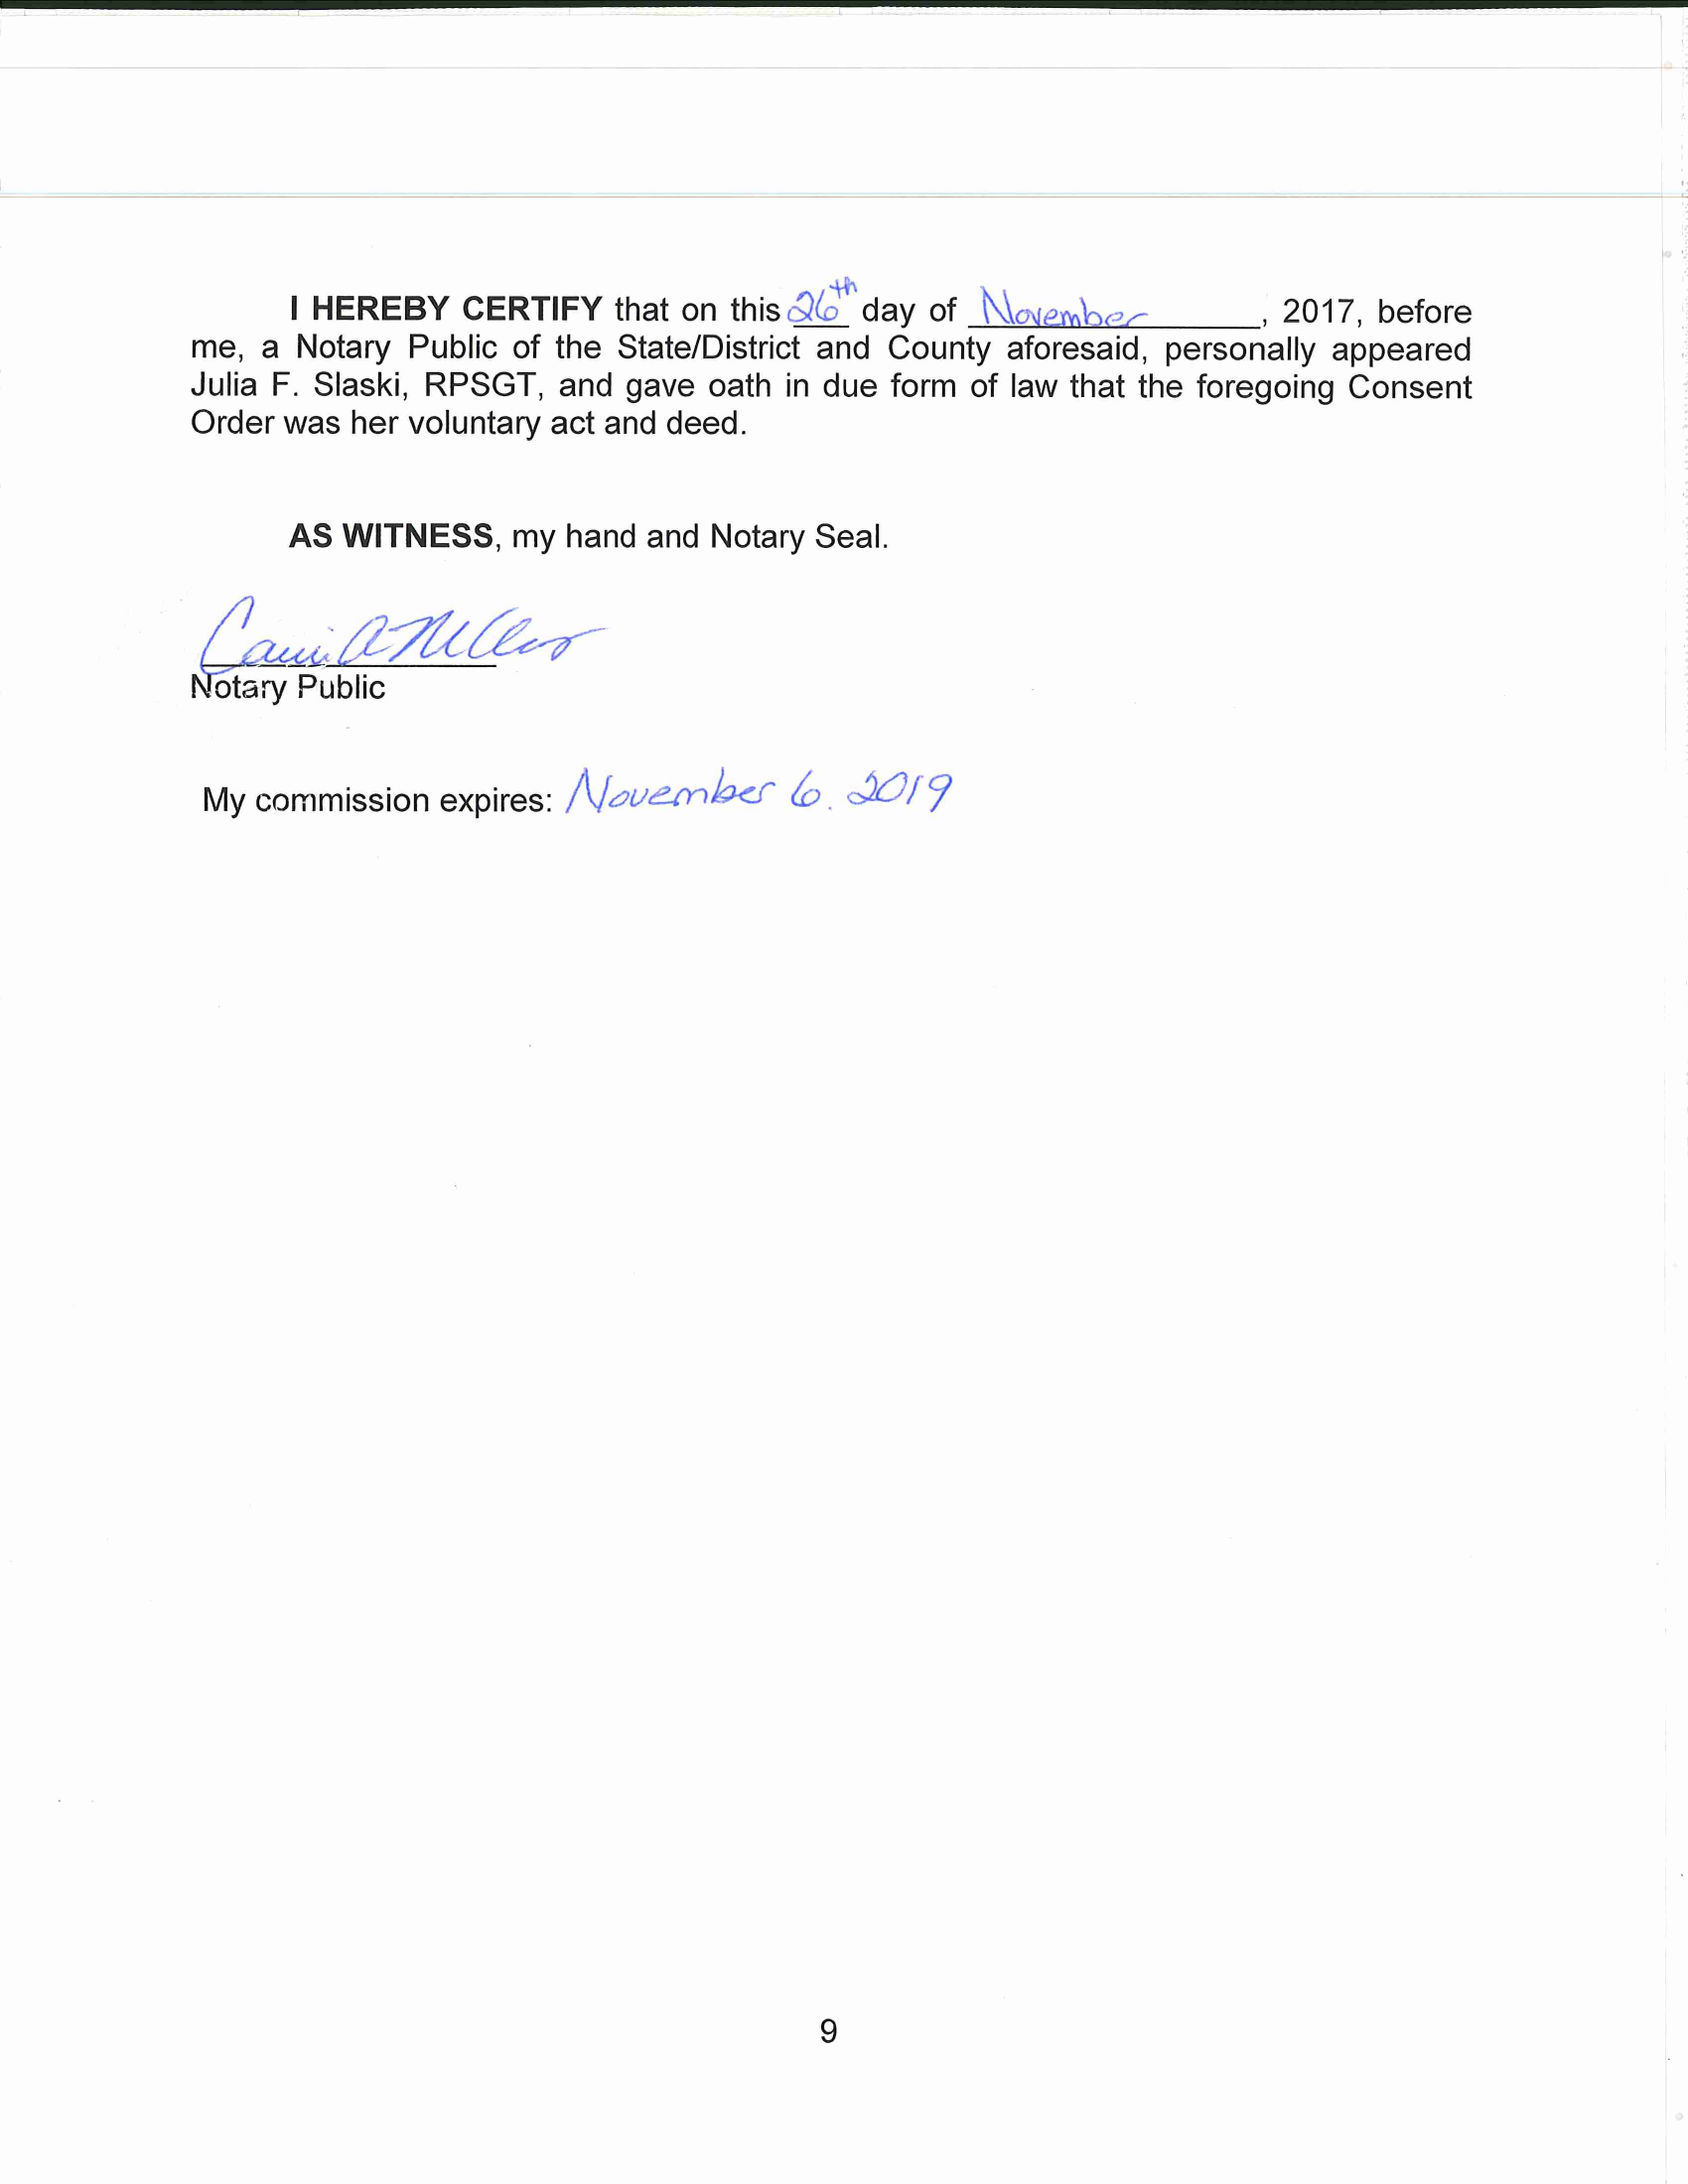 I HEREBY CERTIFY that on this 26th day of November, 2017, before
me, a Notary Public of the State/District and County aforesaid, personally appeared
Julia F. Slaski, RPSGT, and gave oath in due form of law that the foregoing Consent
Order was her voluntary act and deed.
AS WITNESS, my hand and Notary Seal.
Notary Public
My commission expires: November 6. 2019
9